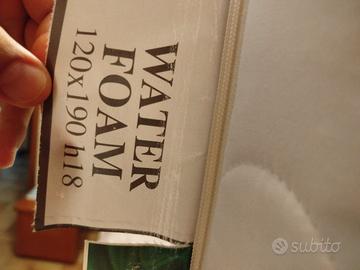 WATER
FOAM
120x190 h18
subito